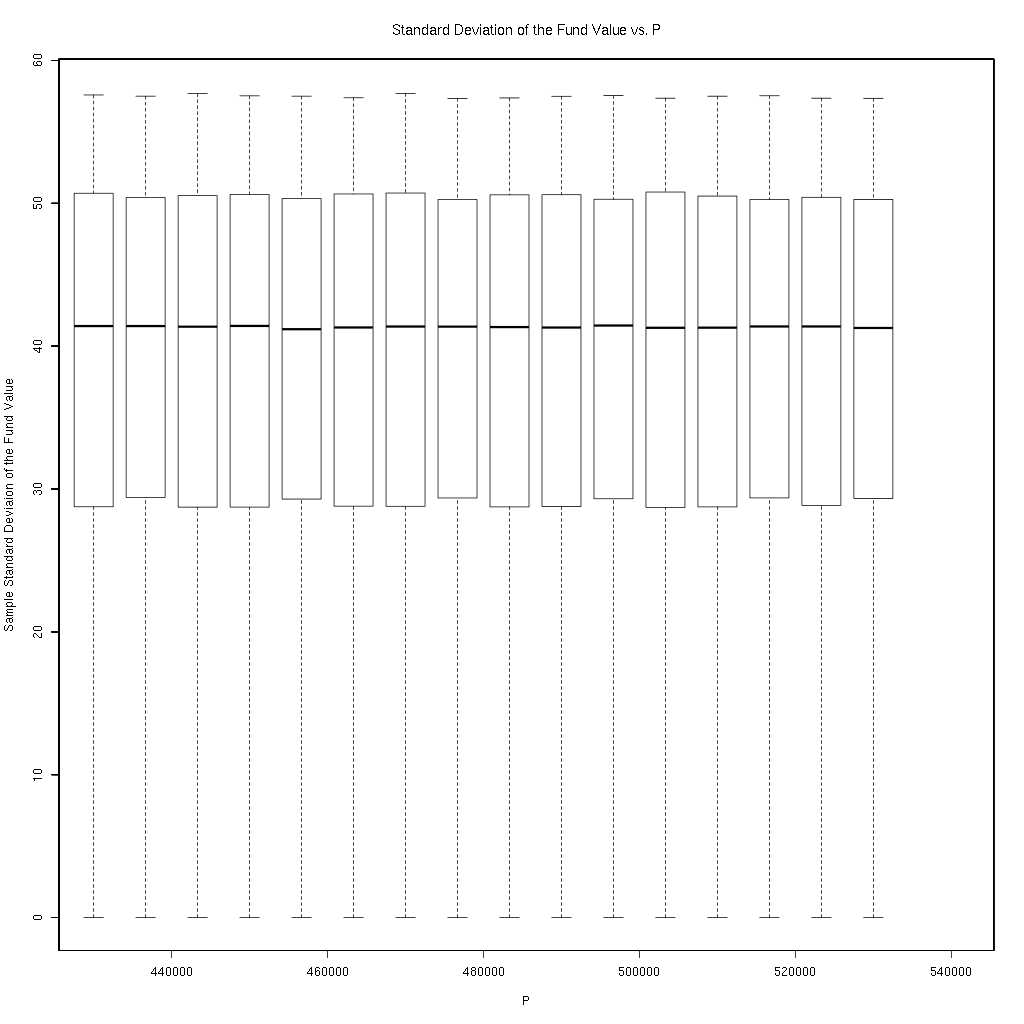 Standard Deviation of the Fund Value vs. P
60
50
40
30
20
10
0
Sample Standard Deviaion of the Fund Value
440000 460000 480000 500000 520000 540000
P